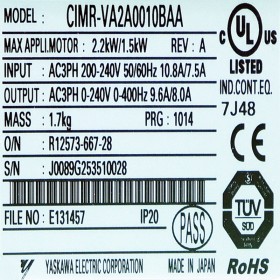 MODEL : CIMR-VA2A0010BAA
MAX APPLI.MOTOR : 2.2kW/1.5kW REV : A
INPUT : AC3PH 200-240V 50/60Hz 10.8A/7.5A
OUTPUT : AC3PH 0-240V 0-400Hz 9.6A/8.0A
MASS : 1.7kg PRG : 1014
O/N : R12573-667-28
S/N : J0089G253510028
FILE NO : E131457 IP20
PASS
YASKAWA ELECTRIC CORPORATION MADE IN JAPAN
C UL US
LISTED
IND.CONT.EQ.
7J48
TÜV
SÜD
RoHS